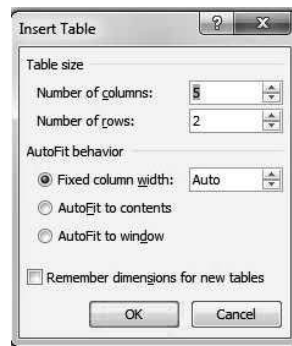 Insert Table ? X
Table size
Number of columns: 5
Number of rows: 2
AutoFit behavior
Fixed column width: Auto
AutoFit to contents
AutoFit to window
Remember dimensions for new tables
OK Cancel